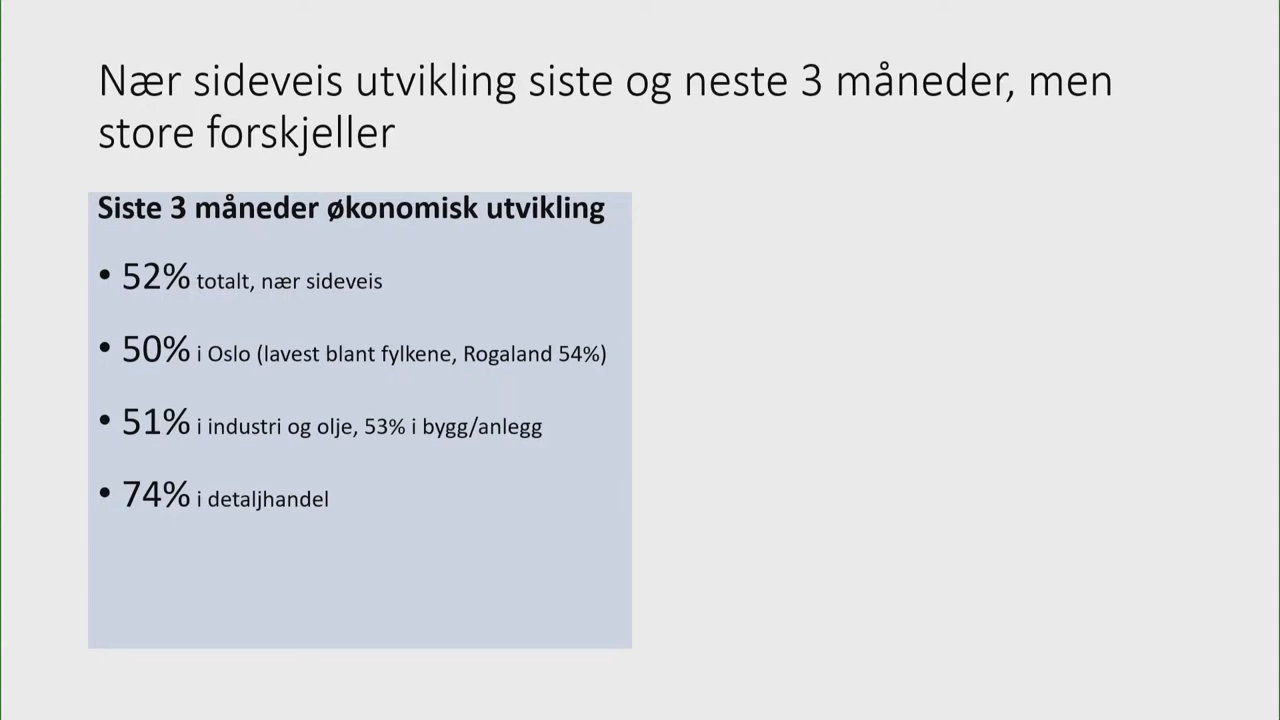 Nær sideveis utvikling siste og neste 3 måneder, men
store forskjeller
Siste 3 måneder økonomisk utvikling
• 52% totalt, nær sideveis
• 50% i Oslo (lavest blant fylkene, Rogaland 54%)
• 51% i industri og olje, 53% i bygg/anlegg
• 74% i detaljhandel